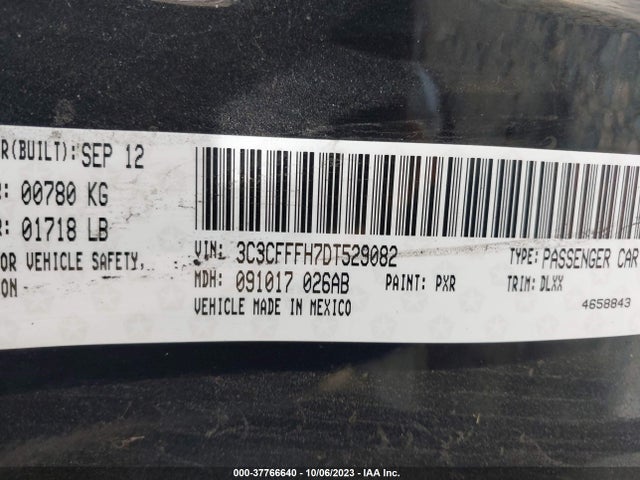 R(BUILT): SEP 12
: 00780 KG
R: 01718 LB
OR VEHICLE SAFETY,
ION
VIN: 3C3CFFFH7DT529082
TYPE: PASSENGER CAR
MDH: 091017 026AB
PAINT: PXR
TRIM: DLXX
VEHICLE MADE IN MEXICO
4658843
000-37766640 - 10/06/2023 - IAA Inc.